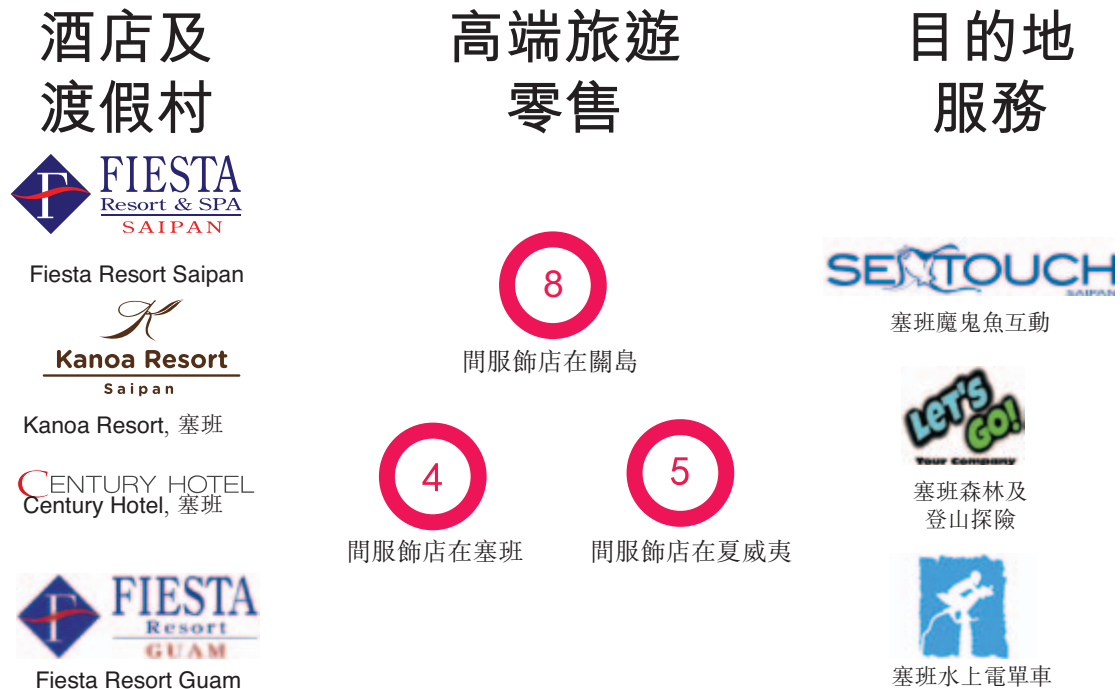 酒店及
渡假村
FIESTA
Resort & SPA
SAIPAN
Fiesta Resort Saipan
K
Kanoa Resort
Saipan
Kanoa Resort, 塞班
CENTURY HOTEL
Century Hotel, 塞班
F
FIESTA
Resort
GUAM
Fiesta Resort Guam
高端旅遊
零售
8
間服飾店在關島
4
間服飾店在塞班
5
間服飾店在夏威夷
目的地
服務
SEATOUCH
SAIPAN
塞班魔鬼魚互動
LET'S
GO!
Tour Company
塞班森林及
登山探險
塞班水上電單車